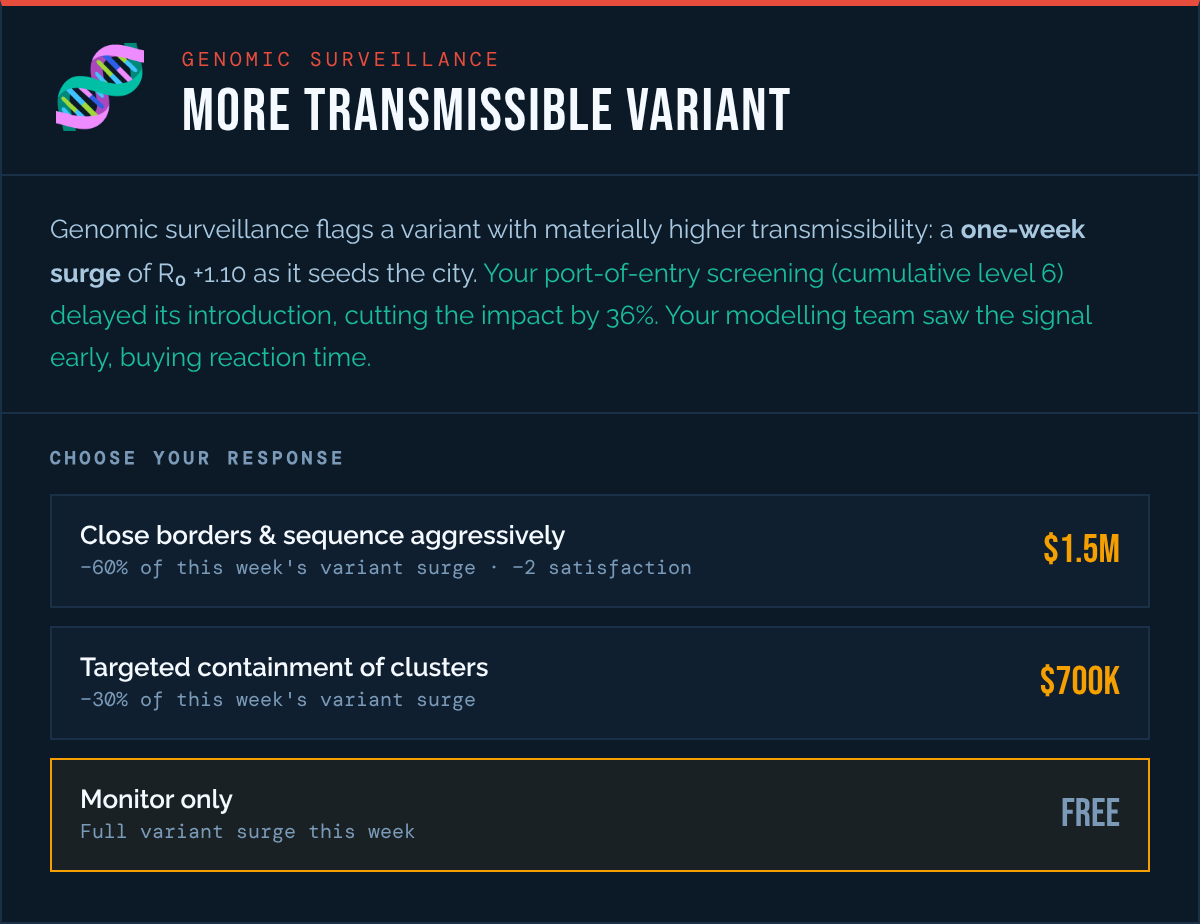 GENOMIC SURVEILLANCE
MORE TRANSMISSIBLE VARIANT
Genomic surveillance flags a variant with materially higher transmissibility: a one-week
surge of R₀ +1.10 as it seeds the city. Your port-of-entry screening (cumulative level 6)
delayed its introduction, cutting the impact by 36%. Your modelling team saw the signal
early, buying reaction time.
CHOOSE YOUR RESPONSE
Close borders & sequence aggressively
−60% of this week's variant surge · −2 satisfaction
$1.5M
Targeted containment of clusters
−30% of this week's variant surge
$700K
Monitor only
Full variant surge this week
FREE